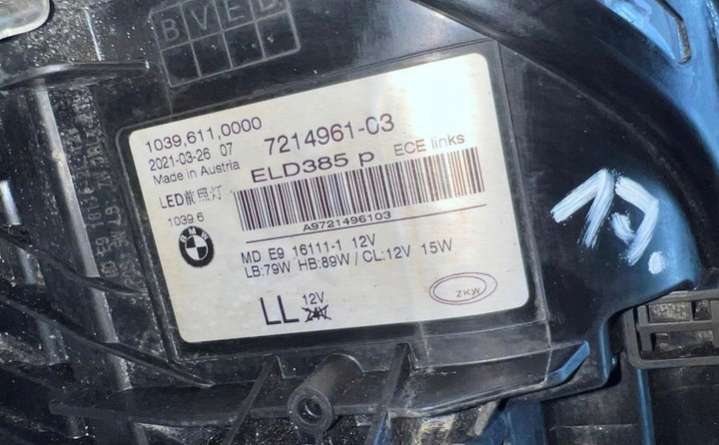 BVED
1039,611,0000
7214961-03
2021-03-26 07
ELD385 p ECE links
Made in Austria
LED前照灯
1039 6
A9721496103
BMW
MD E9 16111-1 12V
LB:79W HB:89W / CL:12V 15W
LL 12V
24V
ZKW